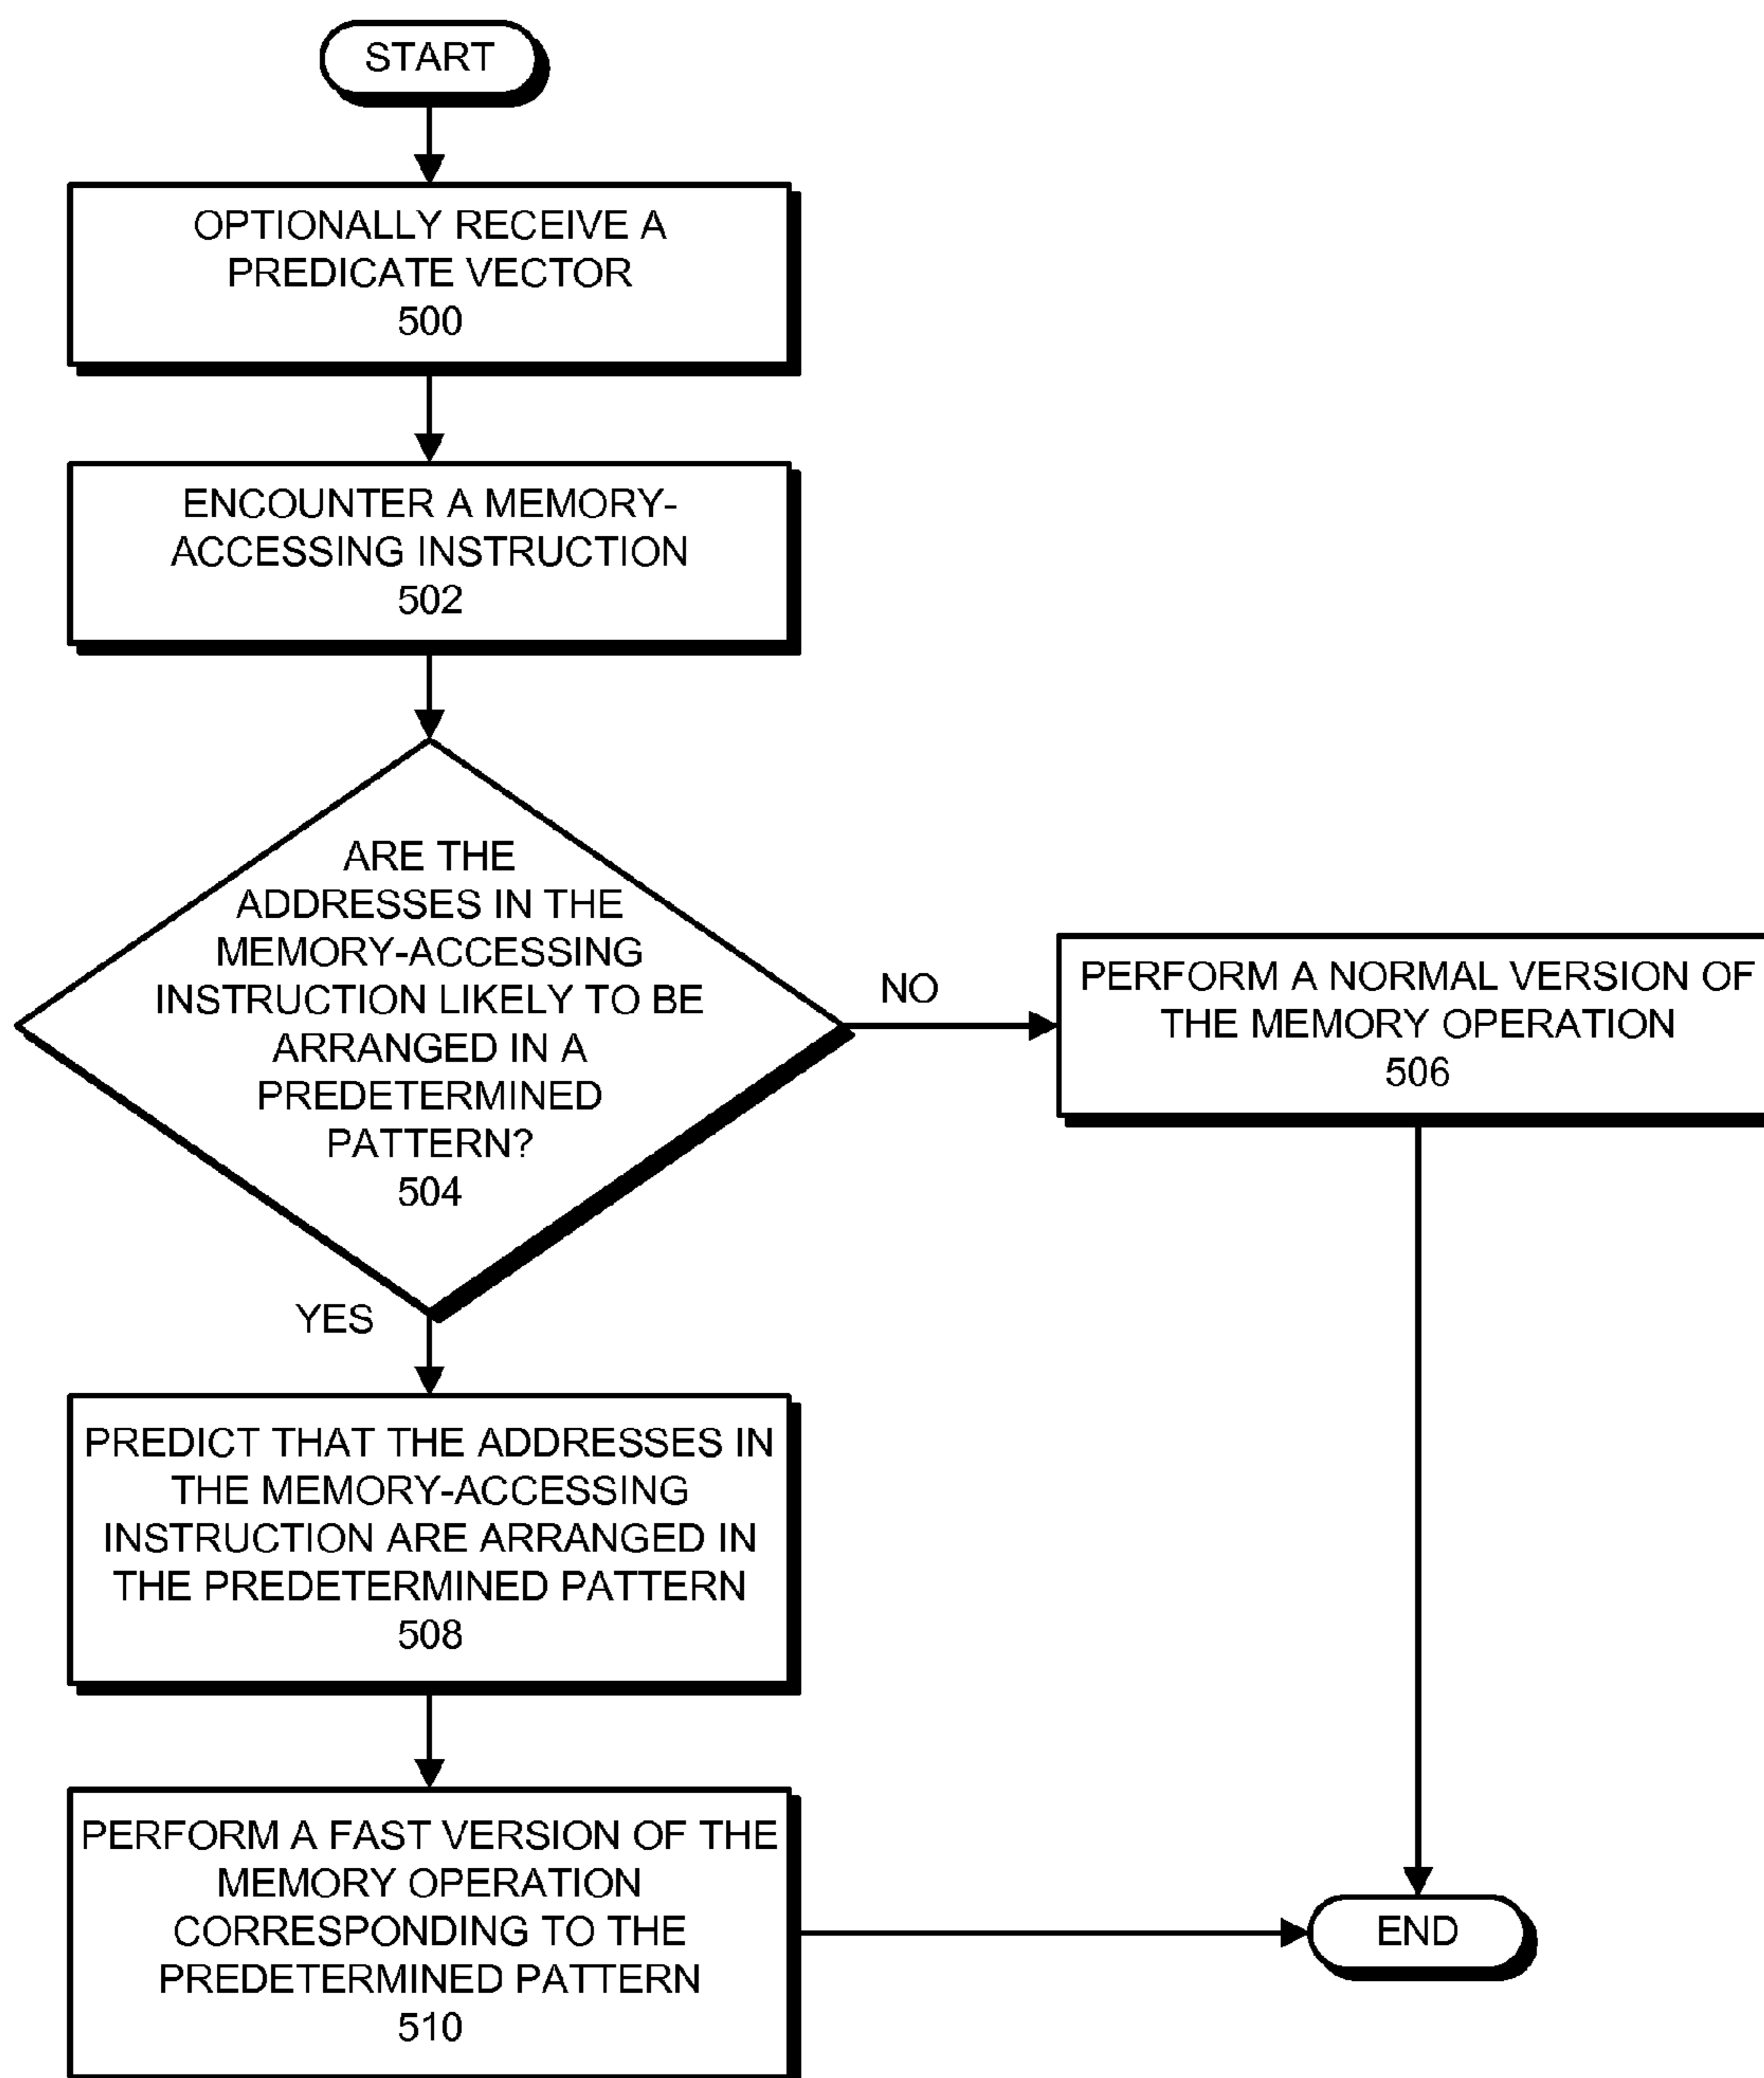 START
OPTIONALLY RECEIVE A
PREDICATE VECTOR
500
ENCOUNTER A MEMORY-
ACCESSING INSTRUCTION
502
ARE THE
ADDRESSES IN THE
MEMORY-ACCESSING
INSTRUCTION LIKELY TO BE
ARRANGED IN A
PREDETERMINED
PATTERN?
504
NO
PERFORM A NORMAL VERSION OF
THE MEMORY OPERATION
506
YES
PREDICT THAT THE ADDRESSES IN
THE MEMORY-ACCESSING
INSTRUCTION ARE ARRANGED IN
THE PREDETERMINED PATTERN
508
PERFORM A FAST VERSION OF THE
MEMORY OPERATION
CORRESPONDING TO THE
PREDETERMINED PATTERN
510
END